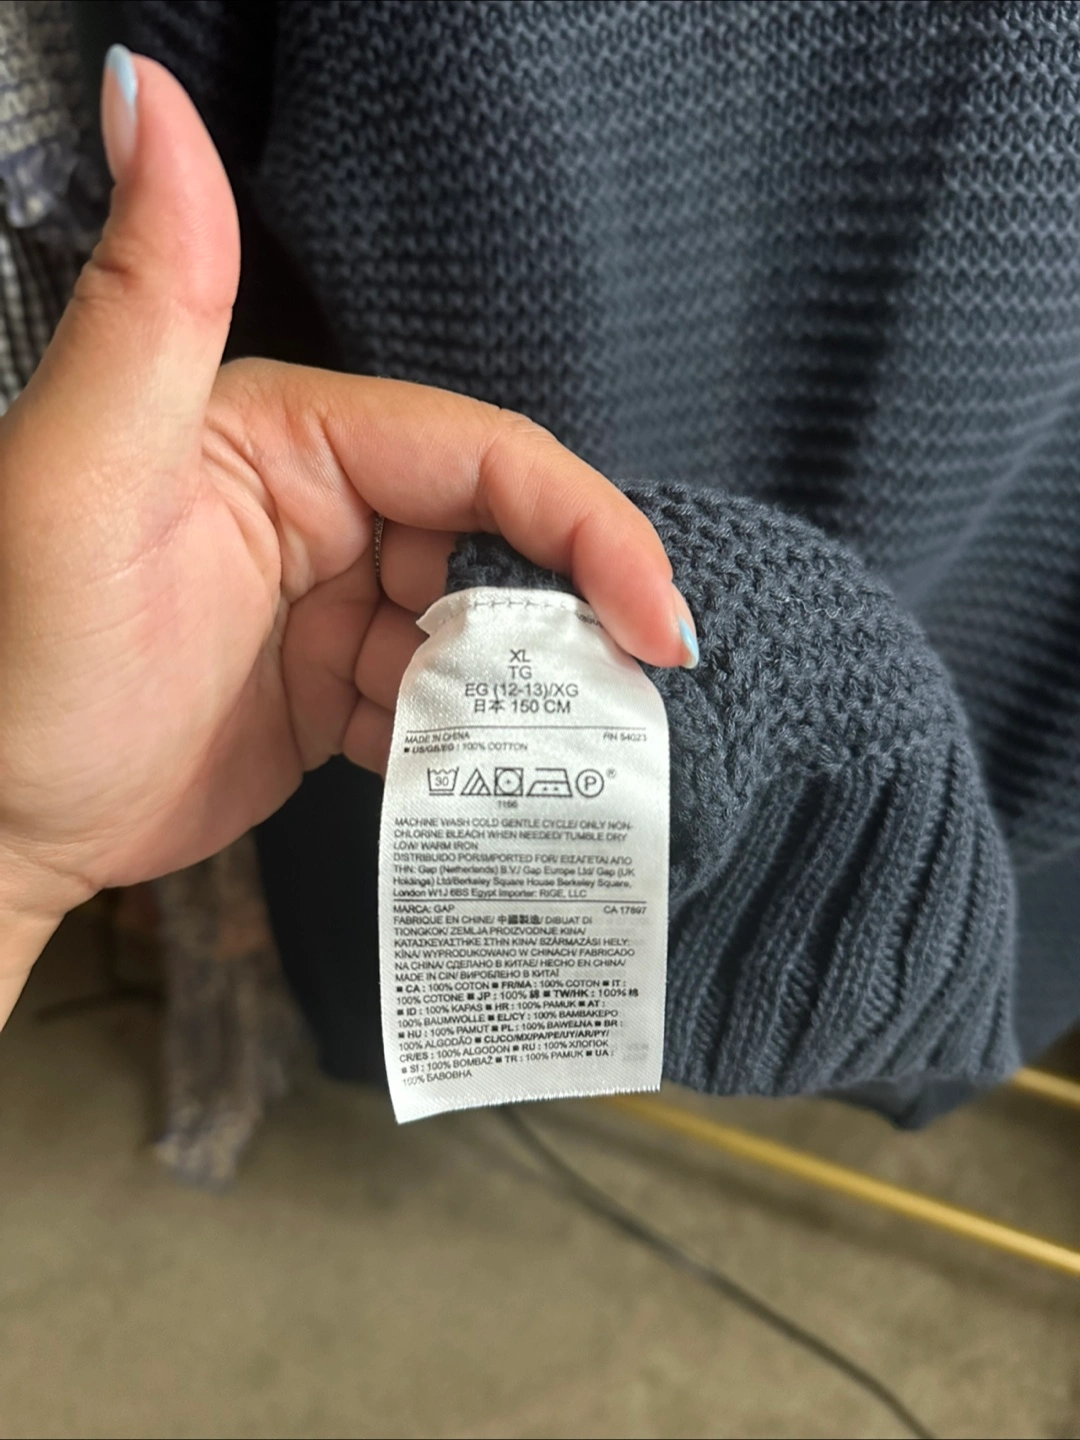 XL
TG
EG (12-13)/XG
日本 150 CM
MADE IN CHINA RN 54023
■ US/GB/EG : 100% COTTON
30 P®
1166
MACHINE WASH COLD GENTLE CYCLE/ ONLY NON-
CHLORINE BLEACH WHEN NEEDED/ TUMBLE DRY
LOW/ WARM IRON
DISTRIBUIDO POR/IMPORTED FOR/ ΕΙΣΑΓΕΤΑΙ ΑΠΟ
ΤΗΝ: Gap (Netherlands) B.V./ Gap Europe Ltd/ Gap (UK
Holdings) Ltd/Berkeley Square House Berkeley Square,
London W1J 6BS Egypt Importer: RIGE, LLC
MARCA: GAP CA 17897
FABRIQUE EN CHINE/ 中國製造/ DIBUAT DI
TIONGKOK/ ZEMLJA PROIZVODNJE KINA/
ΚΑΤΑΣΚΕΥΑΣΤΗΚΕ ΣΤΗΝ ΚΙΝΑ/ SZÁRMAZÁSI HELY:
KÍNA/ WYPRODUKOWANO W CHINACH/ FABRICADO
NA CHINA/ СДЕЛАНО В КИТАЕ/ HECHO EN CHINA/
MADE IN CIN/ ВИРОБЛЕНО В КИТАЇ
■ CA : 100% COTON ■ FR/MA : 100% COTON ■ IT :
100% COTONE ■ JP : 100% 綿 ■ TW/HK : 100% 棉
■ ID : 100% KAPAS ■ HR : 100% PAMUK ■ AT :
100% BAUMWOLLE ■ EL/CY : 100% ΒΑΜΒΑΚΕΡΟ
■ HU : 100% PAMUT ■ PL : 100% BAWEŁNA ■ BR :
100% ALGODÃO ■ CL/CO/MX/PA/PE/UY/AR/PY/
CR/ES : 100% ALGODON ■ RU : 100% ХЛОПОК
■ SI : 100% BOMBAŽ ■ TR : 100% PAMUK ■ UA :
100% БАВОВНА